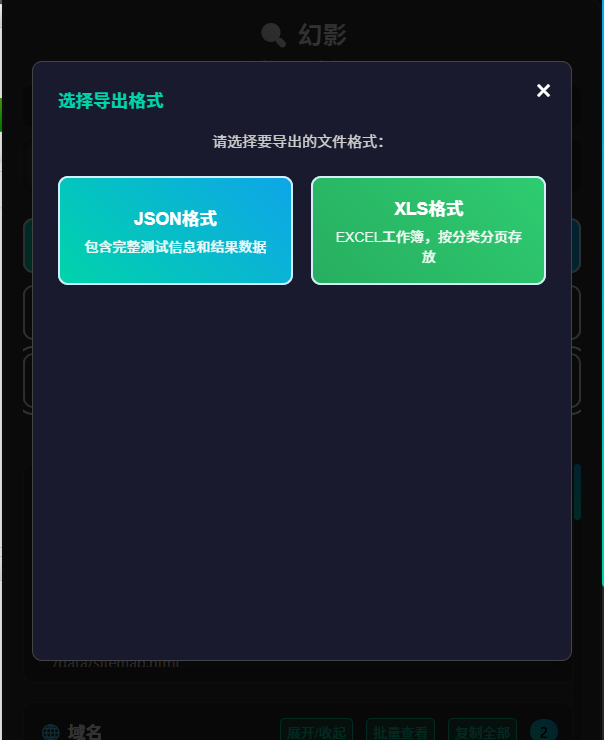 幻影
选择导出格式
×
请选择要导出的文件格式：
JSON格式
包含完整测试信息和结果数据
XLS格式
EXCEL工作簿，按分类分页存
放
/data/sitemap.html
域名
展开/收起
批量查看
复制全部
2